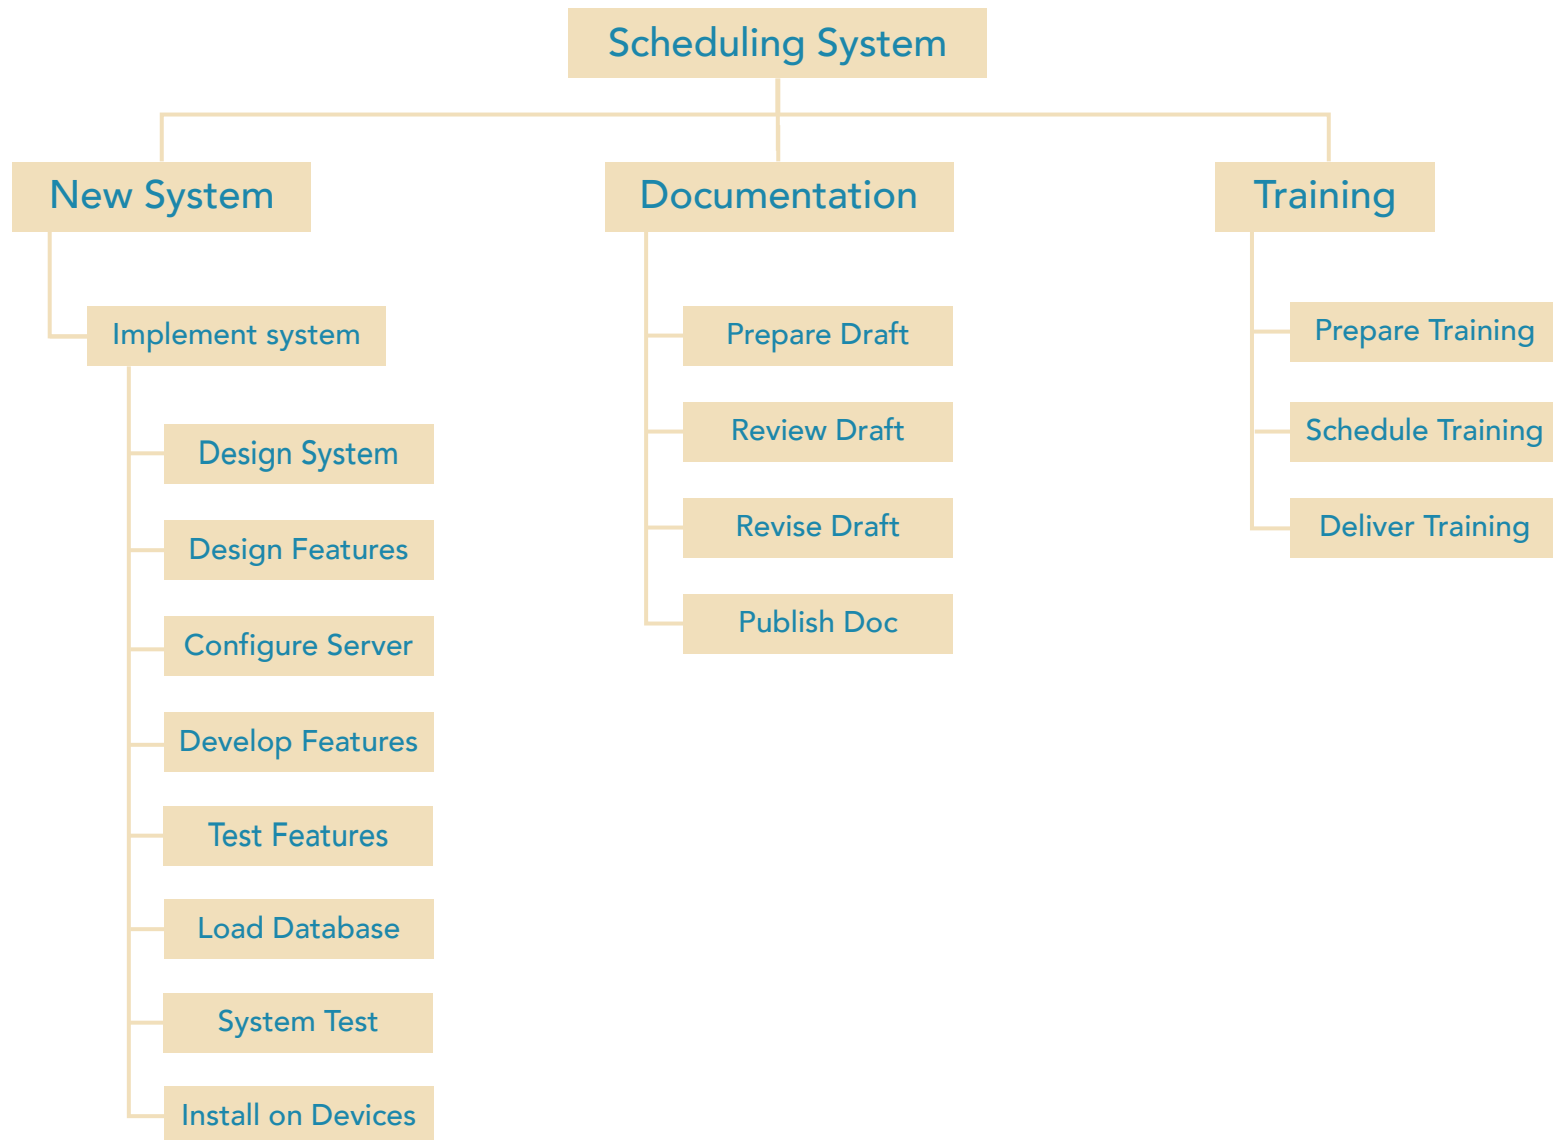 Scheduling System
New System
Documentation
Training
Implement system
Design System
Design Features
Configure Server
Develop Features
Test Features
Load Database
System Test
Install on Devices
Prepare Draft
Review Draft
Revise Draft
Publish Doc
Prepare Training
Schedule Training
Deliver Training